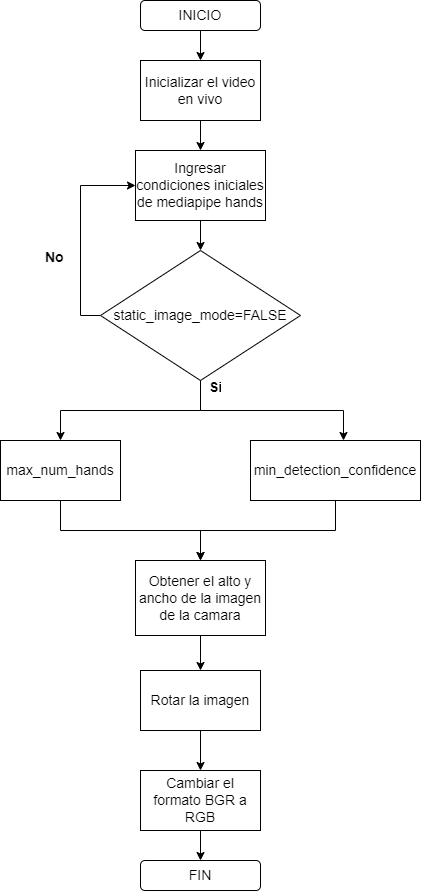 INICIO
Inicializar el video
en vivo
Ingresar
condiciones iniciales
de mediapipe hands
No
static_image_mode=FALSE
Si
max_num_hands
min_detection_confidence
Obtener el alto y
ancho de la imagen
de la camara
Rotar la imagen
Cambiar el
formato BGR a
RGB
FIN